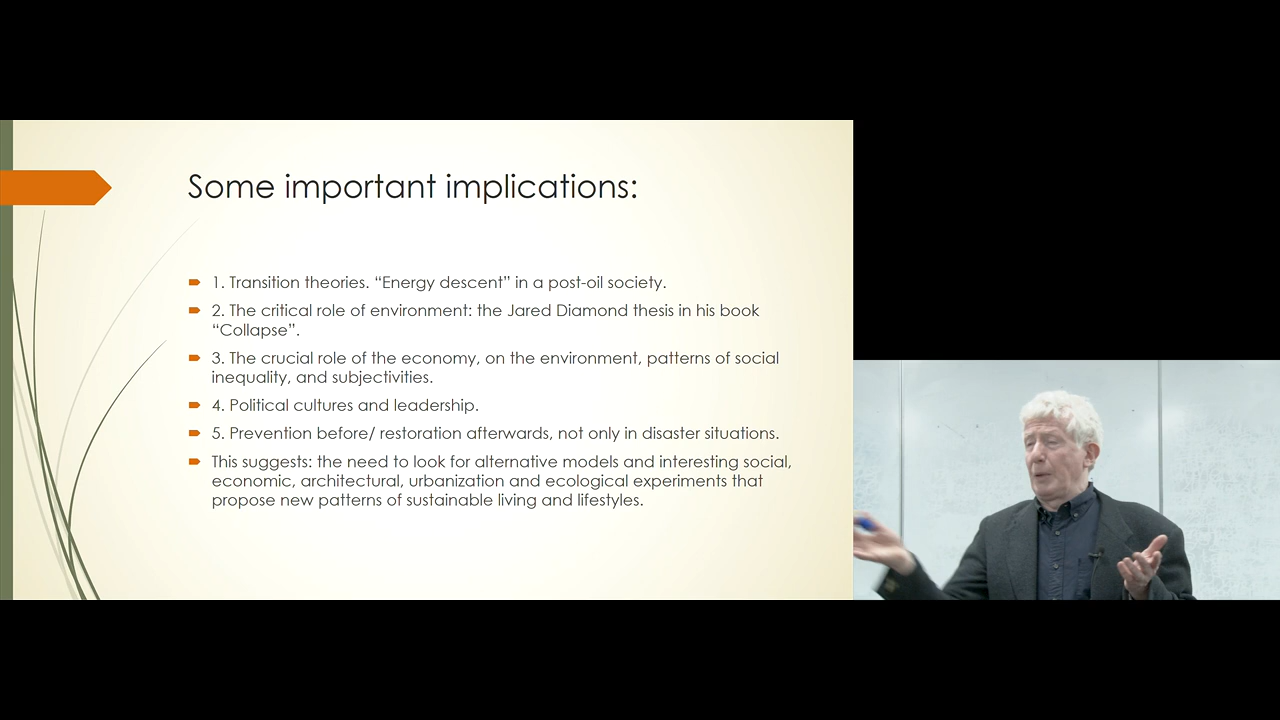 Some important implications:
1. Transition theories. “Energy descent” in a post-oil society.
2. The critical role of environment: the Jared Diamond thesis in his book
“Collapse”.
3. The crucial role of the economy, on the environment, patterns of social
inequality, and subjectivities.
4. Political cultures and leadership.
5. Prevention before/ restoration afterwards, not only in disaster situations.
This suggests: the need to look for alternative models and interesting social,
economic, architectural, urbanization and ecological experiments that
propose new patterns of sustainable living and lifestyles.